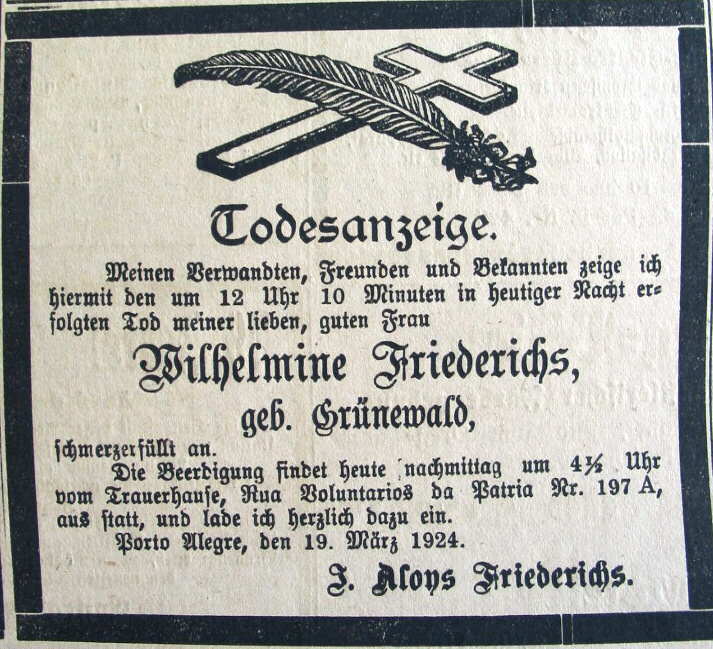 Todesanzeige.
Meinen Verwandten, Freunden und Bekannten zeige ich
hiermit den um 12 Uhr 10 Minuten in heutiger Nacht er-
folgten Tod meiner lieben, guten Frau
Wilhelmine Friederichs,
geb. Grünewald,
schmerzerfüllt an.
Die Beerdigung findet heute nachmittag um 4½ Uhr
vom Trauerhause, Rua Voluntarios da Patria Nr. 197 A,
aus statt, und lade ich herzlich dazu ein.
Porto Alegre, den 19. März 1924.
J. Aloys Friederichs.